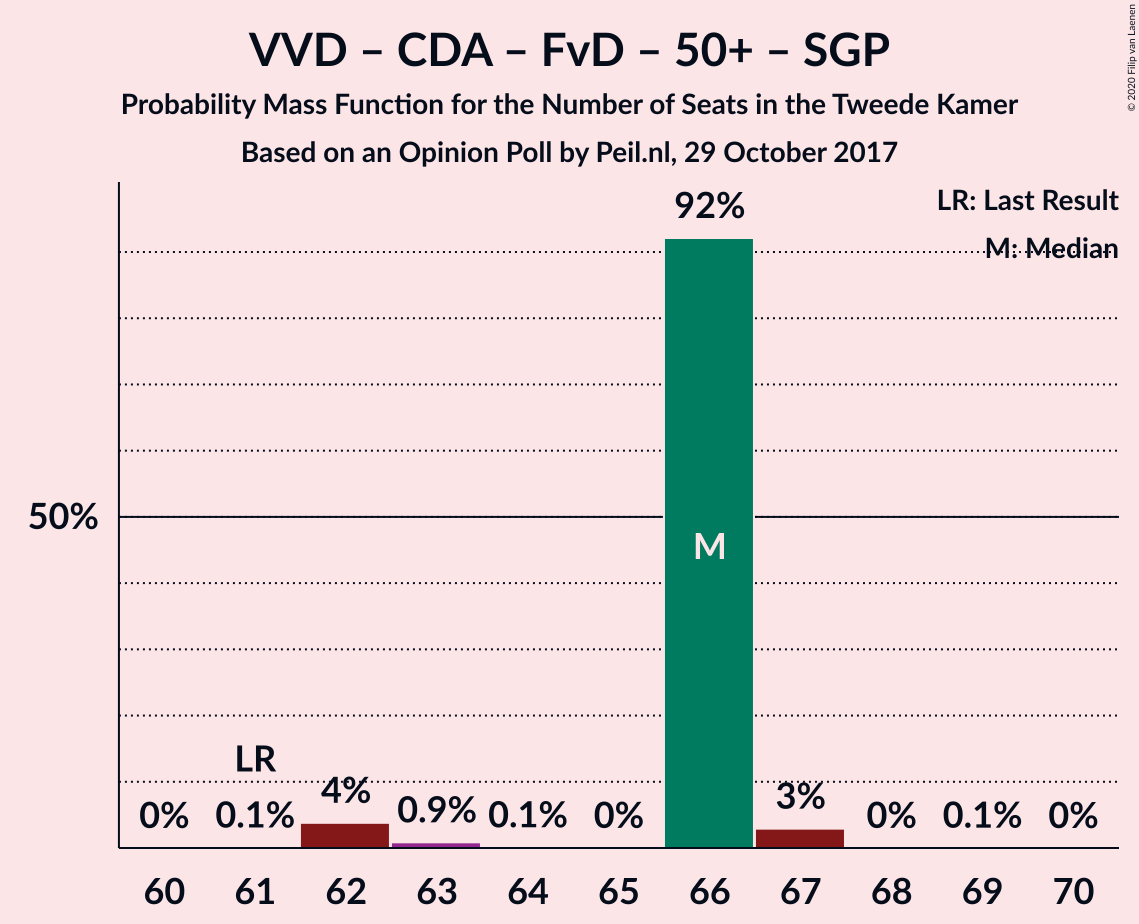 VVD – CDA – FvD – 50+ – SGP
Probability Mass Function for the Number of Seats in the Tweede Kamer
Based on an Opinion Poll by Peil.nl, 29 October 2017
© 2020 Filip van Laenen
LR: Last Result
M: Median
92%
50%
M
LR
0% 0.1% 4% 0.9% 0.1% 0% 3% 0% 0.1% 0%
60 61 62 63 64 65 66 67 68 69 70